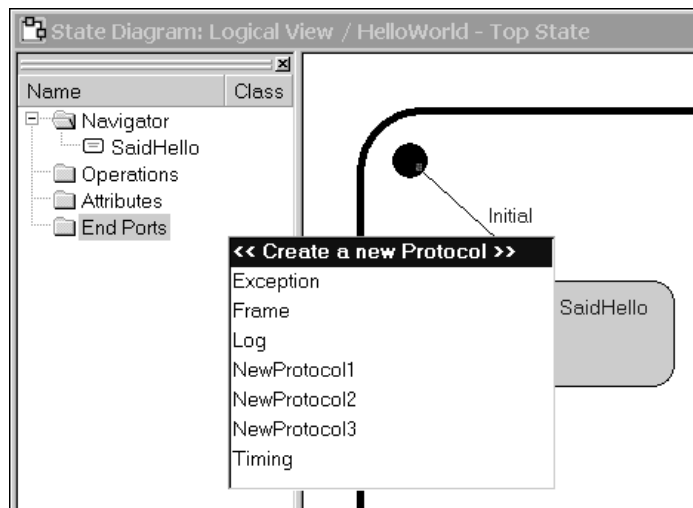 State Diagram: Logical View / HelloWorld - Top State
Name Class
Navigator
SaidHello
Operations
Attributes
End Ports
Initial
<< Create a new Protocol >>
Exception
Frame
Log
NewProtocol1
NewProtocol2
NewProtocol3
Timing
SaidHello